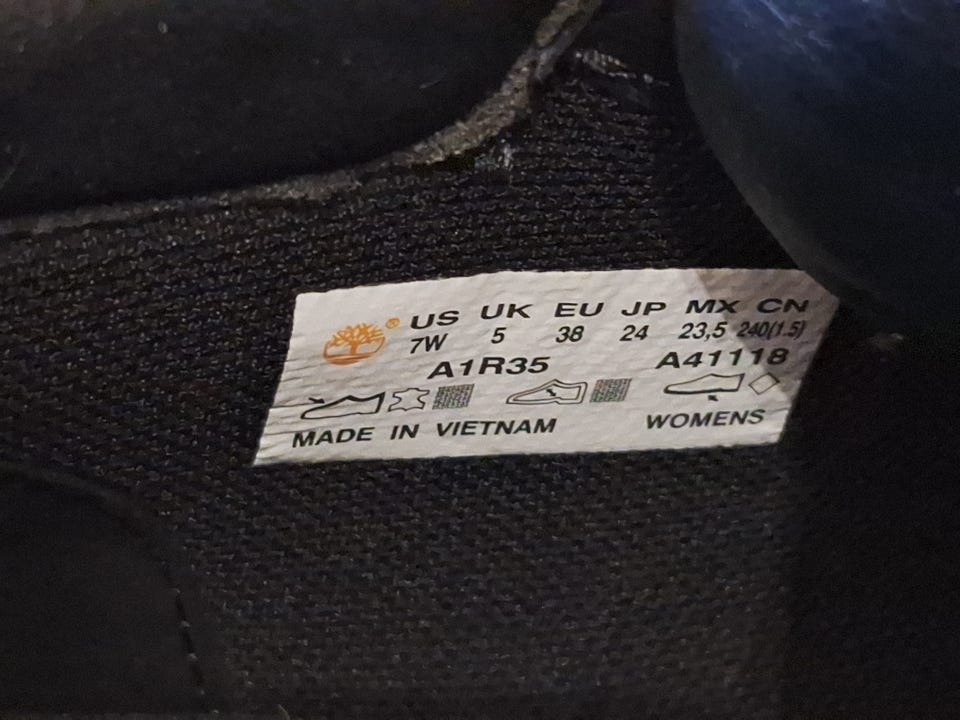 ® US UK EU JP MX CN
7W 5 38 24 23,5 240(1.5)
A1R35 A41118
MADE IN VIETNAM WOMENS